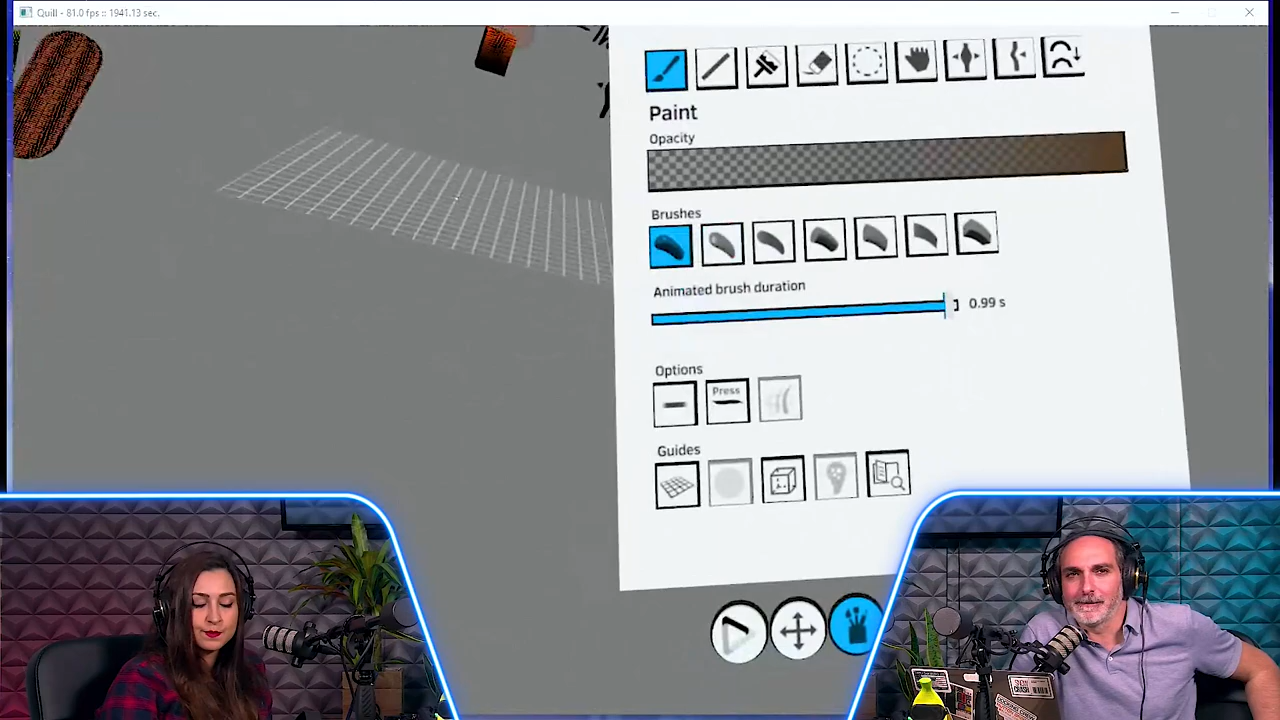 Quill - 81.0 fps :: 1941.13 sec.
Paint
Opacity
Brushes
Animated brush duration
0.99 s
Options
Press
Guides